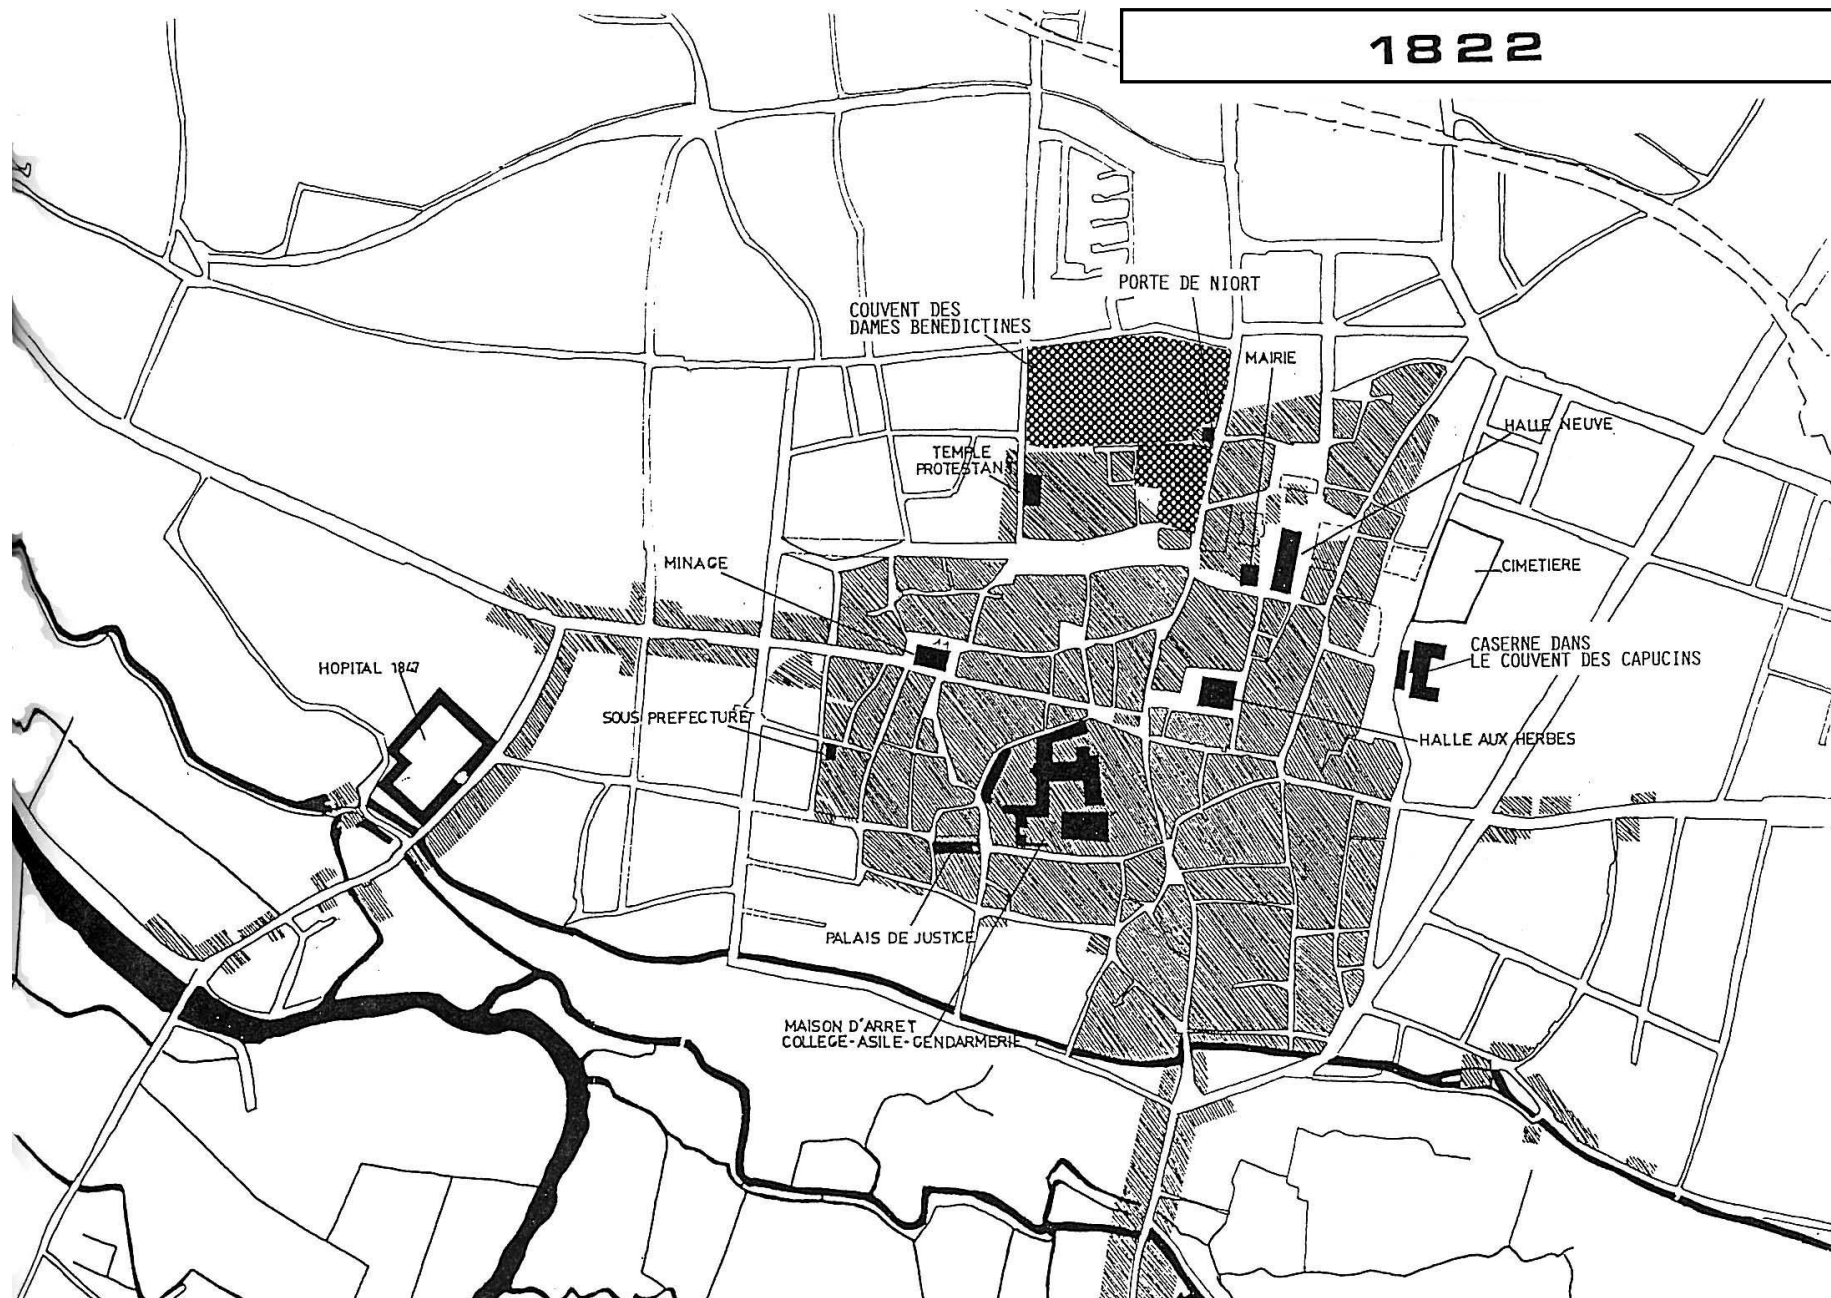 1822
PORTE DE NIORT
COUVENT DES
DAMES BENEDICTINES
MAIRIE
HALLE NEUVE
TEMPLE
PROTESTAN
MINAGE
CIMETIERE
CASERNE DANS
LE COUVENT DES CAPUCINS
HOPITAL 1847
SOUS PREFECTURE
HALLE AUX HERBES
PALAIS DE JUSTICE
MAISON D'ARRET
COLLEGE-ASILE-GENDARMERIE